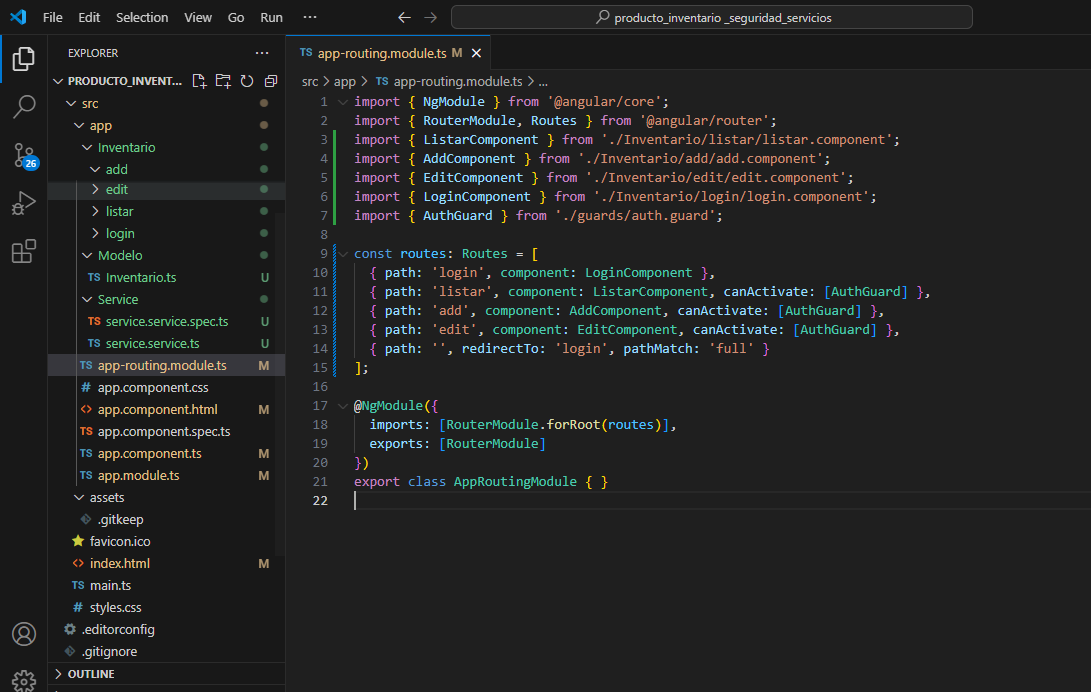 File Edit Selection View Go Run ···
producto_inventario _seguridad_servicios
EXPLORER
PRODUCTO_INVENT...
src
app
Inventario
add
edit
listar
login
Modelo
TS Inventario.ts U
Service
TS service.service.spec.ts U
TS service.service.ts U
TS app-routing.module.ts M
# app.component.css
<> app.component.html M
TS app.component.spec.ts
TS app.component.ts M
TS app.module.ts M
assets
.gitkeep
favicon.ico
<> index.html M
TS main.ts
# styles.css
.editorconfig
.gitignore
OUTLINE
26
TS app-routing.module.ts M
src > app > TS app-routing.module.ts > ...
1 import { NgModule } from '@angular/core';
2 import { RouterModule, Routes } from '@angular/router';
3 import { ListarComponent } from './Inventario/listar/listar.component';
4 import { AddComponent } from './Inventario/add/add.component';
5 import { EditComponent } from './Inventario/edit/edit.component';
6 import { LoginComponent } from './Inventario/login/login.component';
7 import { AuthGuard } from './guards/auth.guard';
8
9 const routes: Routes = [
10 { path: 'login', component: LoginComponent },
11 { path: 'listar', component: ListarComponent, canActivate: [AuthGuard] },
12 { path: 'add', component: AddComponent, canActivate: [AuthGuard] },
13 { path: 'edit', component: EditComponent, canActivate: [AuthGuard] },
14 { path: '', redirectTo: 'login', pathMatch: 'full' }
15 ];
16
17 @NgModule({
18 imports: [RouterModule.forRoot(routes)],
19 exports: [RouterModule]
20 })
21 export class AppRoutingModule { }
22